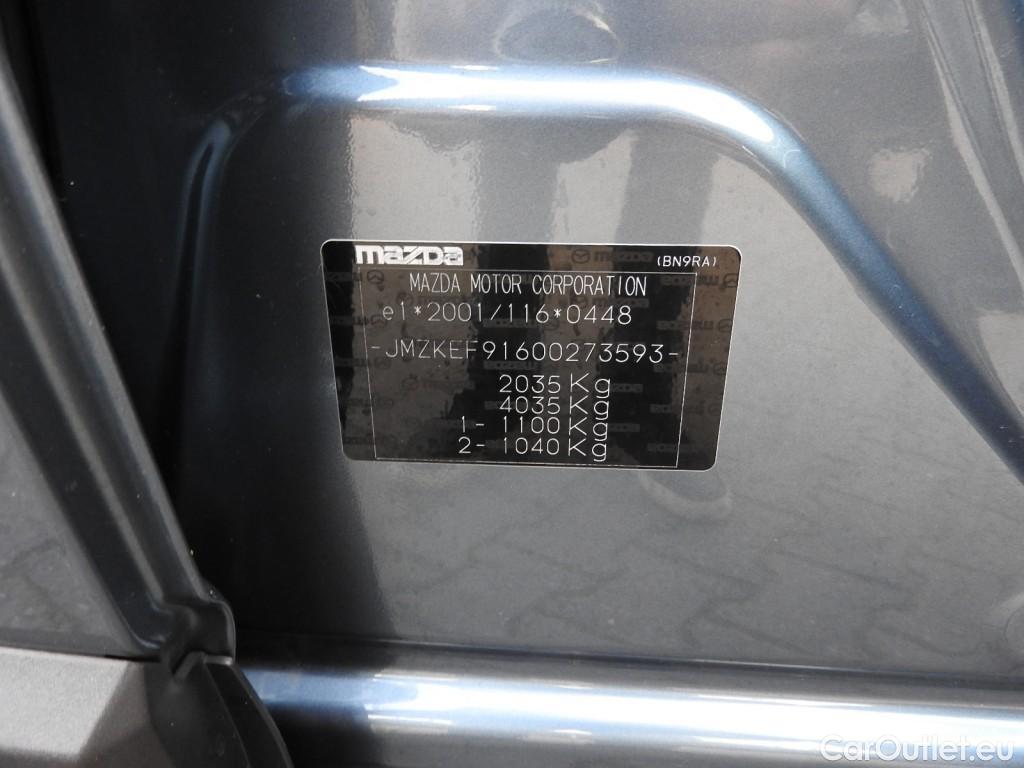 mazda (BN9RA)
MAZDA MOTOR CORPORATION
e1*2001/116*0448
-JMZKEF91600273593-
2035 Kg
4035 Kg
1- 1100 Kg
2- 1040 Kg
CarOutlet.eu